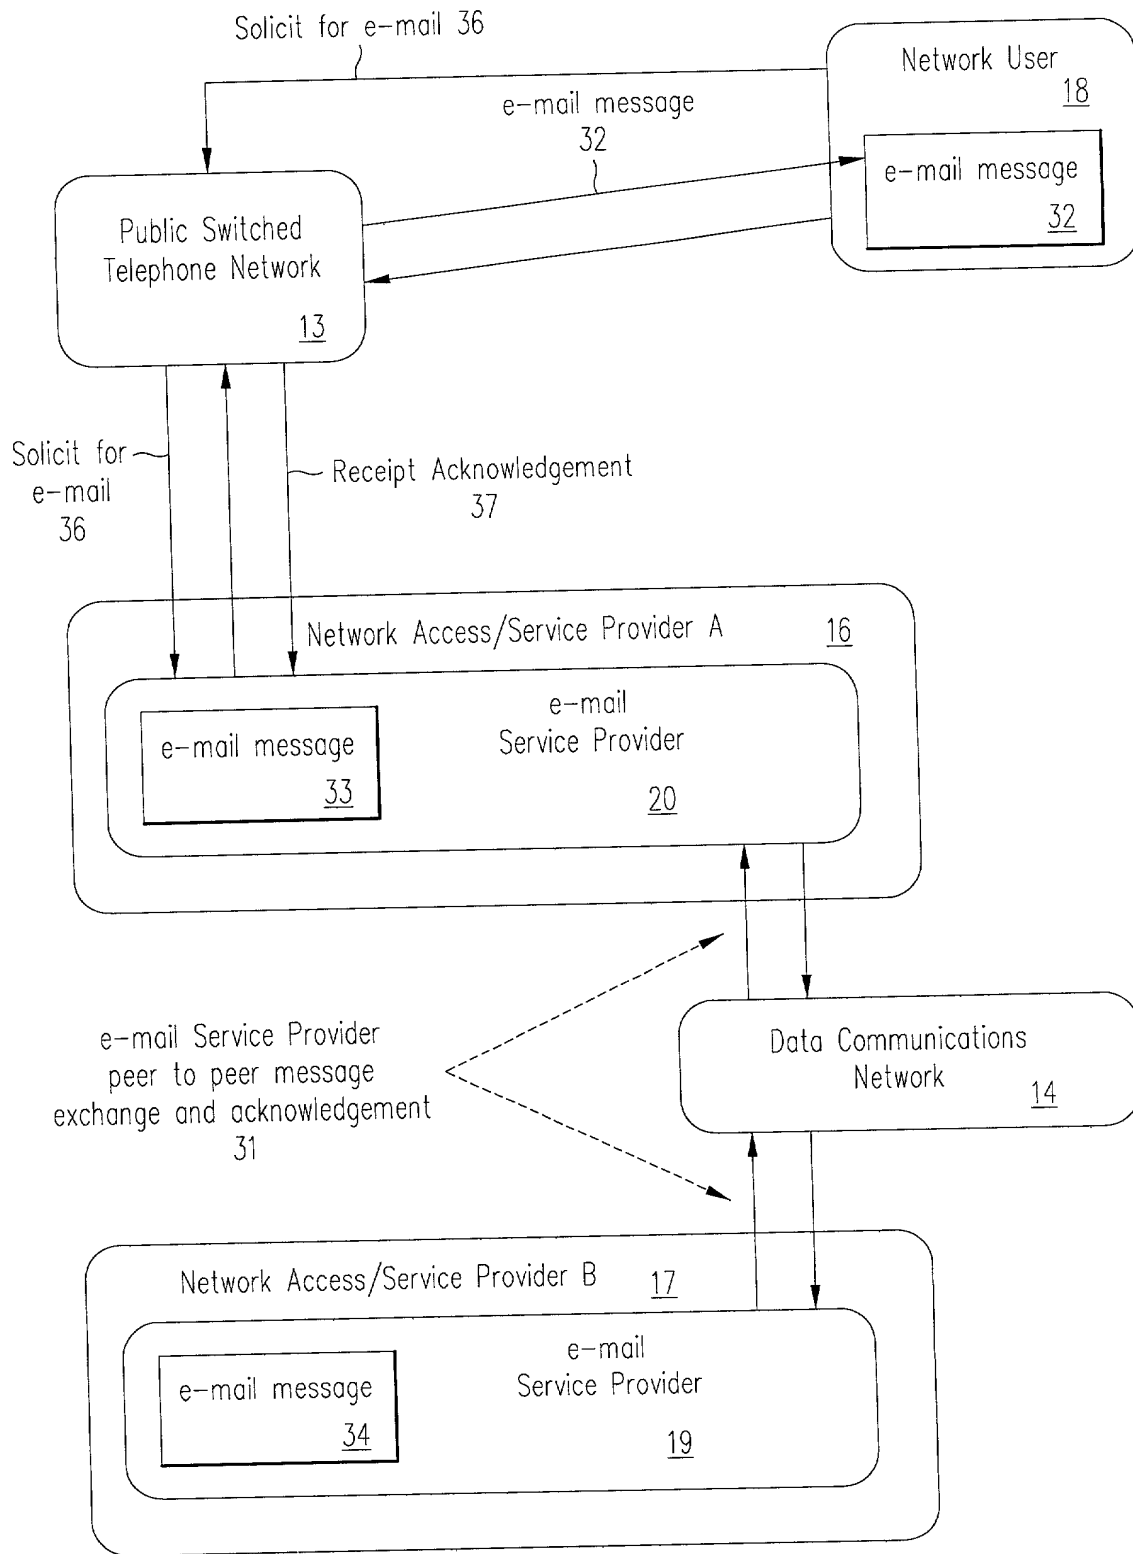 Solicit for e-mail 36
Network User
18
e-mail message
32
e-mail message
32
Public Switched
Telephone Network
13
Solicit for
e-mail
36
Receipt Acknowledgement
37
Network Access/Service Provider A
16
e-mail
Service Provider
20
e-mail message
33
e-mail Service Provider
peer to peer message
exchange and acknowledgement
31
Data Communications
Network
14
Network Access/Service Provider B
17
e-mail
Service Provider
19
e-mail message
34